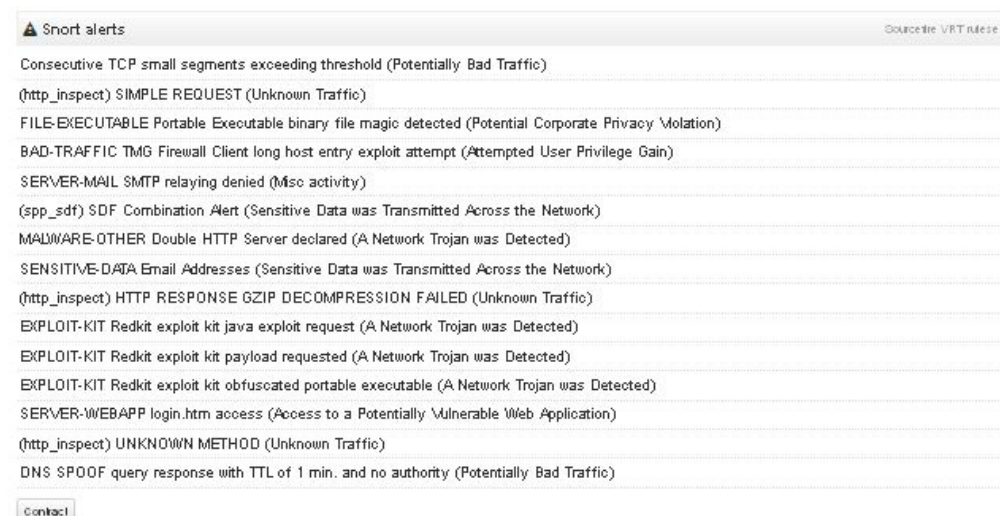 Snort alerts
Sourcefire VRT rulese
Consecutive TCP small segments exceeding threshold (Potentially Bad Traffic)
(http_inspect) SIMPLE REQUEST (Unknown Traffic)
FILE-EXECUTABLE Portable Executable binary file magic detected (Potential Corporate Privacy Violation)
BAD-TRAFFIC TMG Firewall Client long host entry exploit attempt (Attempted User Privilege Gain)
SERVER-MAIL SMTP relaying denied (Misc activity)
(spp_sdf) SDF Combination Alert (Sensitive Data was Transmitted Across the Network)
MALWARE-OTHER Double HTTP Server declared (A Network Trojan was Detected)
SENSITIVE-DATA Email Addresses (Sensitive Data was Transmitted Across the Network)
(http_inspect) HTTP RESPONSE GZIP DECOMPRESSION FAILED (Unknown Traffic)
EXPLOIT-KIT Redkit exploit kit java exploit request (A Network Trojan was Detected)
EXPLOIT-KIT Redkit exploit kit payload requested (A Network Trojan was Detected)
EXPLOIT-KIT Redkit exploit kit obfuscated portable executable (A Network Trojan was Detected)
SERVER-WEBAPP login.htm access (Access to a Potentially Vulnerable Web Application)
(http_inspect) UNKNOWN METHOD (Unknown Traffic)
DNS SPOOF query response with TTL of 1 min. and no authority (Potentially Bad Traffic)
Contract